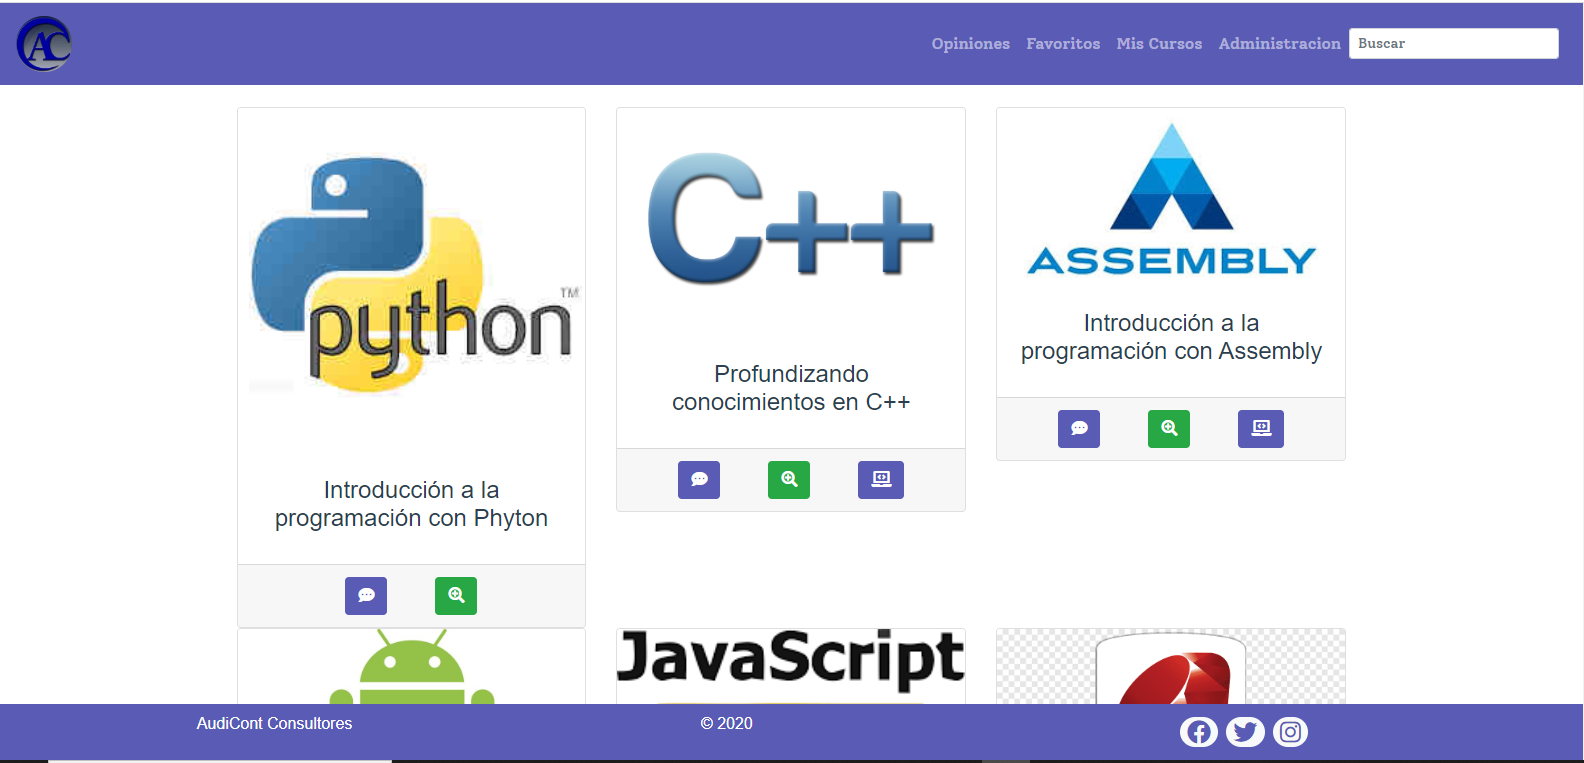 AC
Opiniones Favoritos Mis Cursos Administracion Buscar
python™
Introducción a la
programación con Phyton
C++
Profundizando
conocimientos en C++
ASSEMBLY
Introducción a la
programación con Assembly
JavaScript
AudiCont Consultores
© 2020